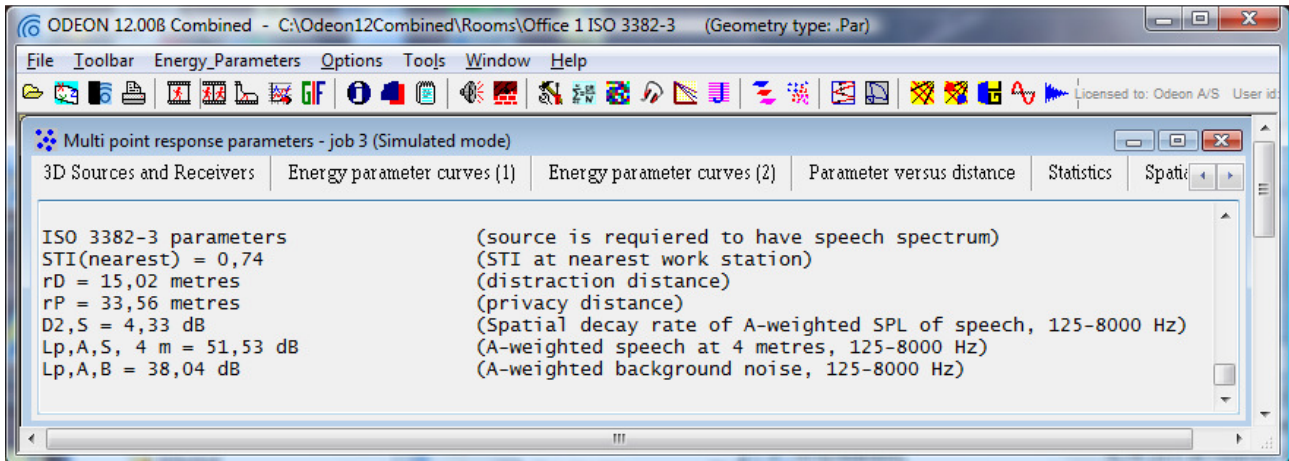 ODEON 12.00ß Combined - C:\Odeon12Combined\Rooms\Office 1 ISO 3382-3 (Geometry type: .Par)
File Toolbar Energy_Parameters Options Tools Window Help
GIF Licensed to: Odeon A/S User id:
Multi point response parameters - job 3 (Simulated mode)
3D Sources and Receivers Energy parameter curves (1) Energy parameter curves (2) Parameter versus distance Statistics
ISO 3382-3 parameters (source is requiered to have speech spectrum)
STI(nearest) = 0,74 (STI at nearest work station)
rD = 15,02 metres (distraction distance)
rP = 33,56 metres (privacy distance)
D2,S = 4,33 dB (Spatial decay rate of A-weighted SPL of speech, 125-8000 Hz)
Lp,A,S, 4 m = 51,53 dB (A-weighted speech at 4 metres, 125-8000 Hz)
Lp,A,B = 38,04 dB (A-weighted background noise, 125-8000 Hz)